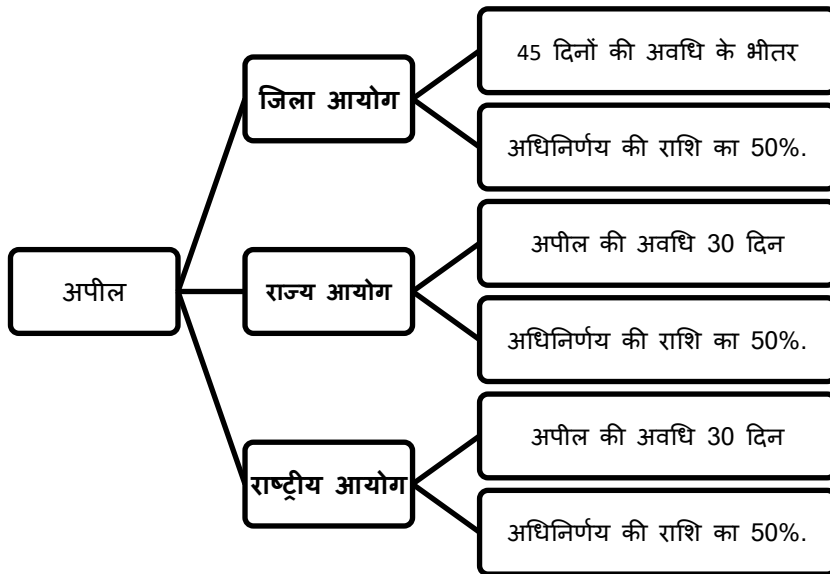 अपील
जिला आयोग
45 दिनों की अवधि के भीतर
अधिनिर्णय की राशि का 50%.
राज्य आयोग
अपील की अवधि 30 दिन
अधिनिर्णय की राशि का 50%.
राष्ट्रीय आयोग
अपील की अवधि 30 दिन
अधिनिर्णय की राशि का 50%.